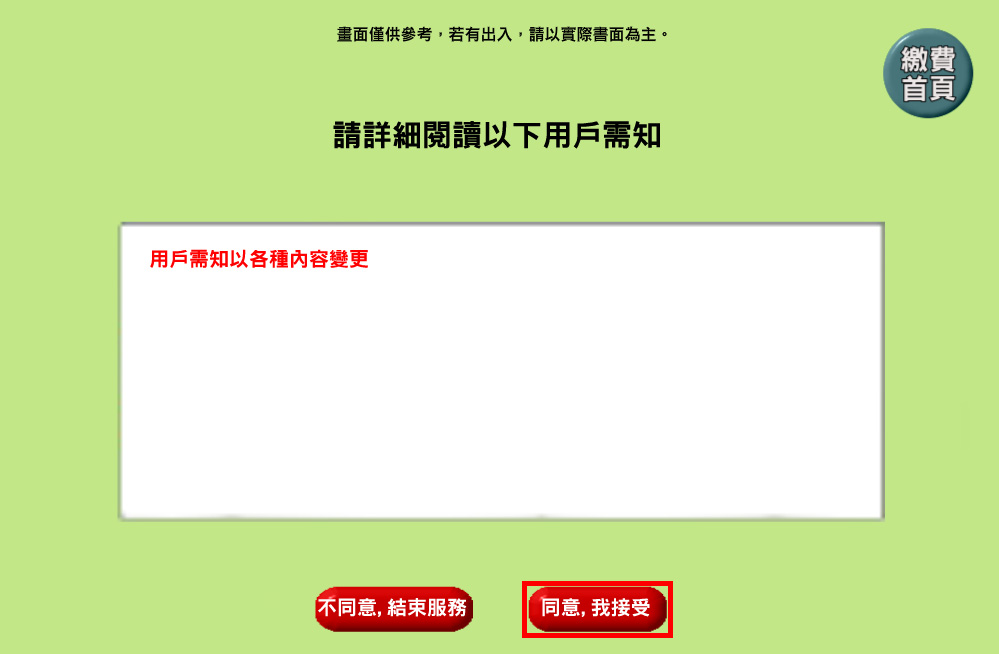 畫面僅供參考，若有出入，請以實際書面為主。
繳費
首頁
請詳細閱讀以下用戶需知
用戶需知以各種內容變更
不同意, 結束服務
同意, 我接受